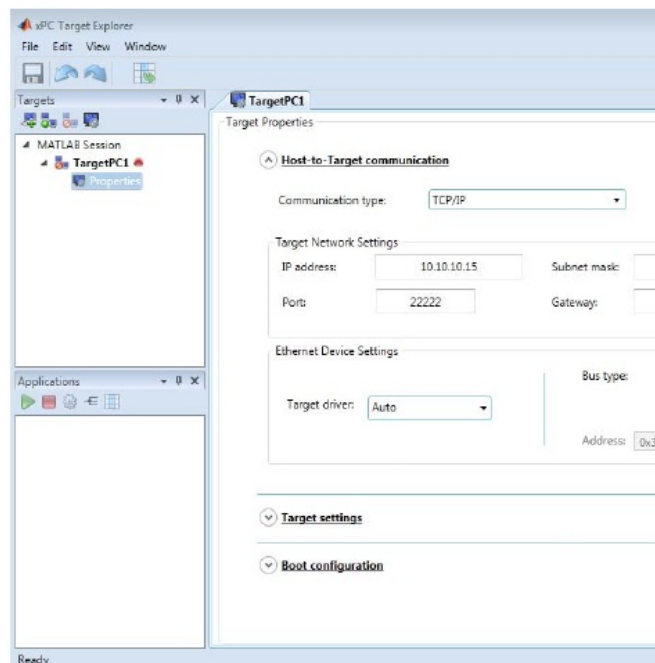 xPC Target Explorer
File Edit View Window
Targets
MATLAB Session
TargetPC1
Properties
Applications
Ready
TargetPC1
Target Properties
Host-to-Target communication
Communication type: TCP/IP
Target Network Settings
IP address: 10.10.10.15 Subnet mask:
Port: 22222 Gateway:
Ethernet Device Settings
Bus type:
Target driver: Auto
Address: 0x3
Target settings
Boot configuration